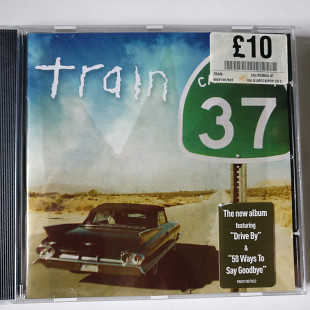 train
£10
TRAIN
CALIFORNIA 37
CA
37
The new album
featuring
"Drive By"
&
"50 Ways To
Say Goodbye"